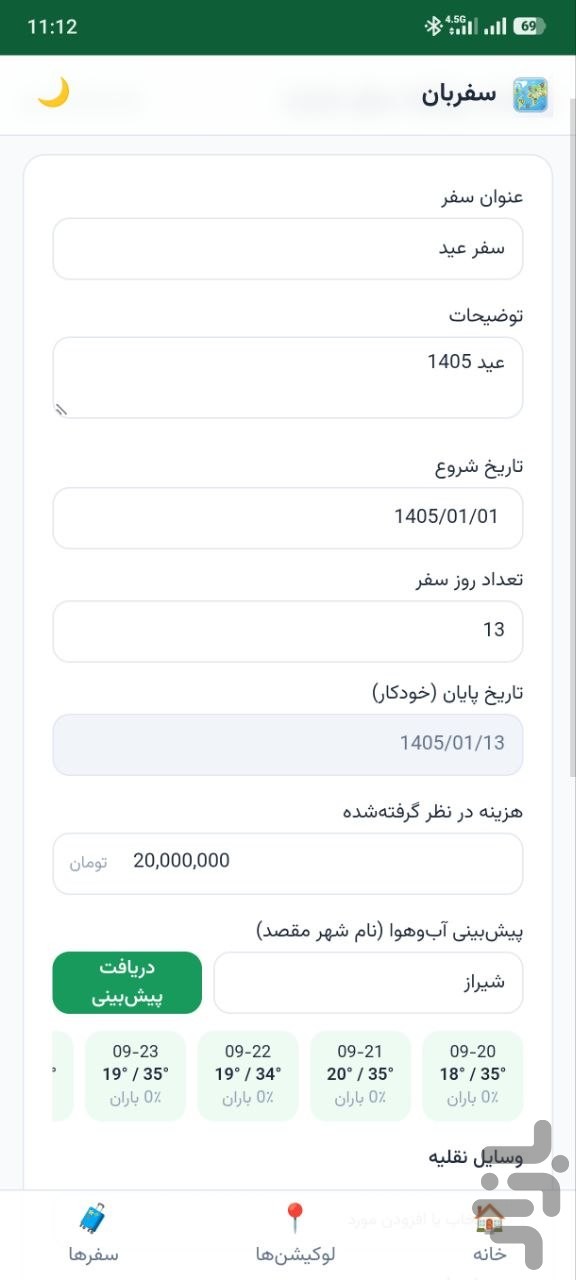 11:12
4.5G
69
سفربان
عنوان سفر
سفر عید
توضیحات
عید 1405
تاریخ شروع
1405/01/01
تعداد روز سفر
13
تاریخ پایان (خودکار)
1405/01/13
هزینه در نظر گرفته‌شده
20,000,000 تومان
پیش‌بینی آب‌وهوا (نام شهر مقصد)
شیراز
دریافت
پیش‌بینی
09-20 09-21 09-22 09-23
18° / 35° 20° / 35° 19° / 34° 19° / 35°
0٪ باران 0٪ باران 0٪ باران 0٪ باران
وسایل نقلیه
با افزودن مورد
خانه لوکیشن‌ها سفرها